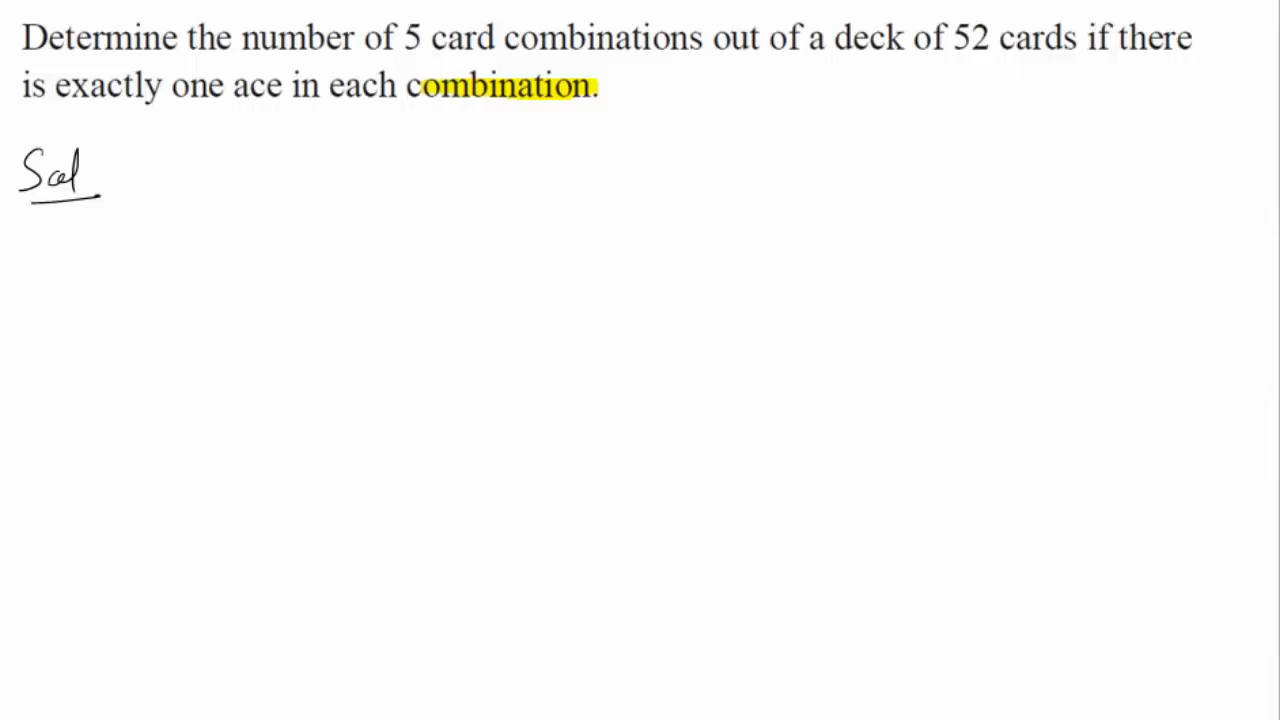 Determine the number of 5 card combinations out of a deck of 52 cards if there
is exactly one ace in each combination.
Sol